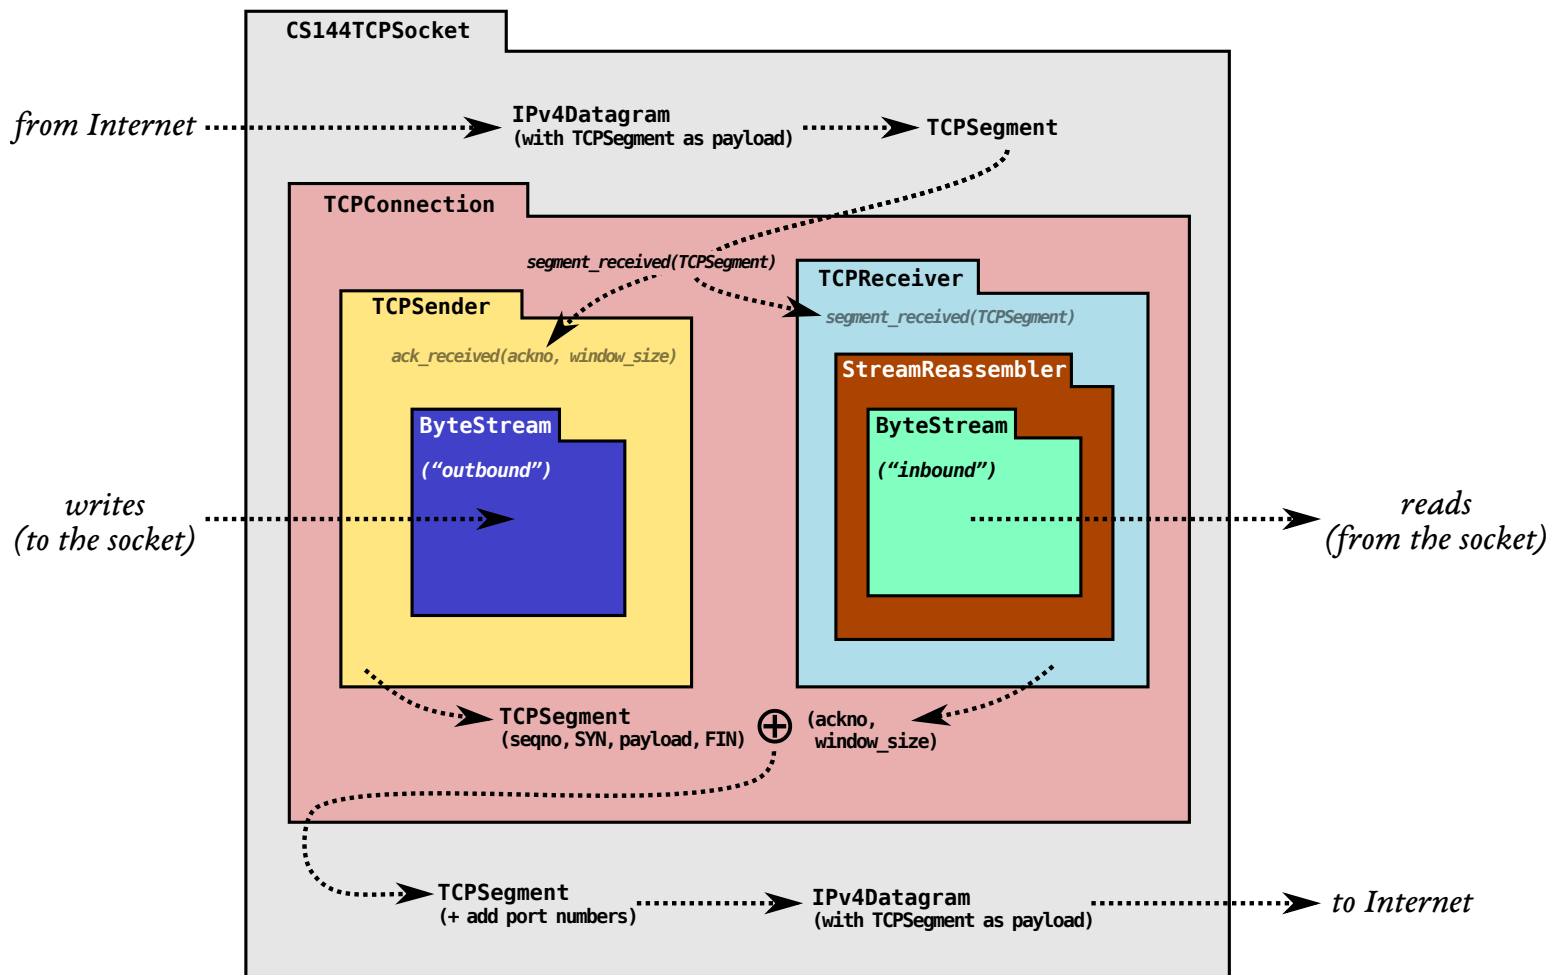 CS144TCPSocket
from Internet
IPv4Datagram
(with TCPSegment as payload)
TCPSegment
TCPConnection
segment_received(TCPSegment)
TCPReceiver
segment_received(TCPSegment)
TCPSender
ack_received(ackno, window_size)
StreamReassembler
ByteStream
(“outbound”)
ByteStream
(“inbound”)
writes
(to the socket)
reads
(from the socket)
TCPSegment
(seqno, SYN, payload, FIN)
(ackno,
window_size)
TCPSegment
(+ add port numbers)
IPv4Datagram
(with TCPSegment as payload)
to Internet